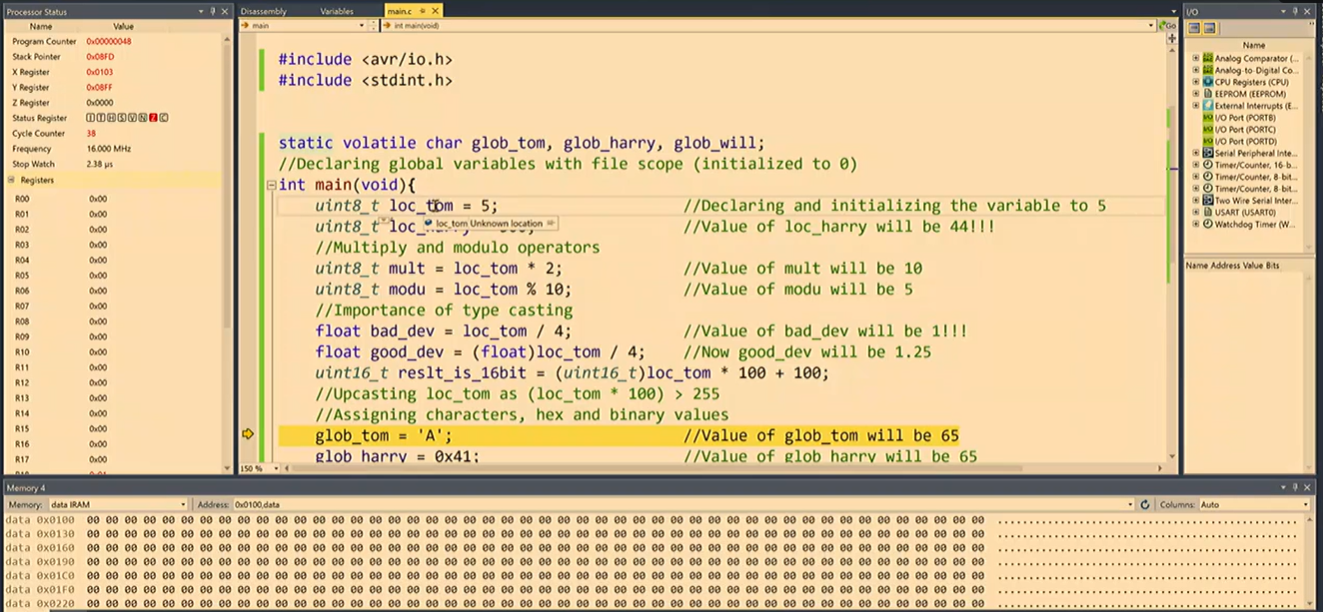 Processor Status
Name Value
Program Counter 0x00000048
Stack Pointer 0x08FD
X Register 0x0103
Y Register 0x08FF
Z Register 0x0000
Status Register I T H S V N Z C
Cycle Counter 38
Frequency 16.000 MHz
Stop Watch 2.38 µs
Registers
R00 0x00
R01 0x00
R02 0x00
R03 0x00
R04 0x00
R05 0x00
R06 0x00
R07 0x00
R08 0x00
R09 0x00
R10 0x00
R11 0x00
R12 0x00
R13 0x00
R14 0x00
R15 0x00
R16 0x00
R17 0x00
Disassembly Variables main.c
main int main(void) Go
#include <avr/io.h>
#include <stdint.h>
static volatile char glob_tom, glob_harry, glob_will;
//Declaring global variables with file scope (initialized to 0)
int main(void){
uint8_t loc_tom = 5; //Declaring and initializing the variable to 5
loc_tom Unknown location
uint8_t loc_ //Value of loc_harry will be 44!!!
//Multiply and modulo operators
uint8_t mult = loc_tom * 2; //Value of mult will be 10
uint8_t modu = loc_tom % 10; //Value of modu will be 5
//Importance of type casting
float bad_dev = loc_tom / 4; //Value of bad_dev will be 1!!!
float good_dev = (float)loc_tom / 4; //Now good_dev will be 1.25
uint16_t reslt_is_16bit = (uint16_t)loc_tom * 100 + 100;
//Upcasting loc_tom as (loc_tom * 100) > 255
//Assigning characters, hex and binary values
glob_tom = 'A'; //Value of glob_tom will be 65
glob_harry = 0x41; //Value of glob_harry will be 65
150 %
I/O
Name
Analog Comparator (...
Analog-to-Digital Co...
CPU Registers (CPU)
EEPROM (EEPROM)
External Interrupts (E...
I/O Port (PORTB)
I/O Port (PORTC)
I/O Port (PORTD)
Serial Peripheral Inte...
Timer/Counter, 16-b...
Timer/Counter, 8-bit...
Timer/Counter, 8-bit...
Two Wire Serial Inter...
USART (USART0)
Watchdog Timer (W...
Name Address Value Bits
Memory 4
Memory: data IRAM Address: 0x0100,data Columns: Auto
data 0x0100 00 00 00 00 00 00 00 00 00 00 00 00 00 00 00 00 00 00 00 00 00 00 00 00 00 00 00 00 00 00 00 00 00 00 00 00 00 00 00 00 00 00 00 00 00 00 00 00 ................................................
data 0x0130 00 00 00 00 00 00 00 00 00 00 00 00 00 00 00 00 00 00 00 00 00 00 00 00 00 00 00 00 00 00 00 00 00 00 00 00 00 00 00 00 00 00 00 00 00 00 00 00 ................................................
data 0x0160 00 00 00 00 00 00 00 00 00 00 00 00 00 00 00 00 00 00 00 00 00 00 00 00 00 00 00 00 00 00 00 00 00 00 00 00 00 00 00 00 00 00 00 00 00 00 00 00 ................................................
data 0x0190 00 00 00 00 00 00 00 00 00 00 00 00 00 00 00 00 00 00 00 00 00 00 00 00 00 00 00 00 00 00 00 00 00 00 00 00 00 00 00 00 00 00 00 00 00 00 00 00 ................................................
data 0x01C0 00 00 00 00 00 00 00 00 00 00 00 00 00 00 00 00 00 00 00 00 00 00 00 00 00 00 00 00 00 00 00 00 00 00 00 00 00 00 00 00 00 00 00 00 00 00 00 00 ................................................
data 0x01F0 00 00 00 00 00 00 00 00 00 00 00 00 00 00 00 00 00 00 00 00 00 00 00 00 00 00 00 00 00 00 00 00 00 00 00 00 00 00 00 00 00 00 00 00 00 00 00 00 ................................................
data 0x0220 00 00 00 00 00 00 00 00 00 00 00 00 00 00 00 00 00 00 00 00 00 00 00 00 00 00 00 00 00 00 00 00 00 00 00 00 00 00 00 00 00 00 00 00 00 00 00 00 ................................................